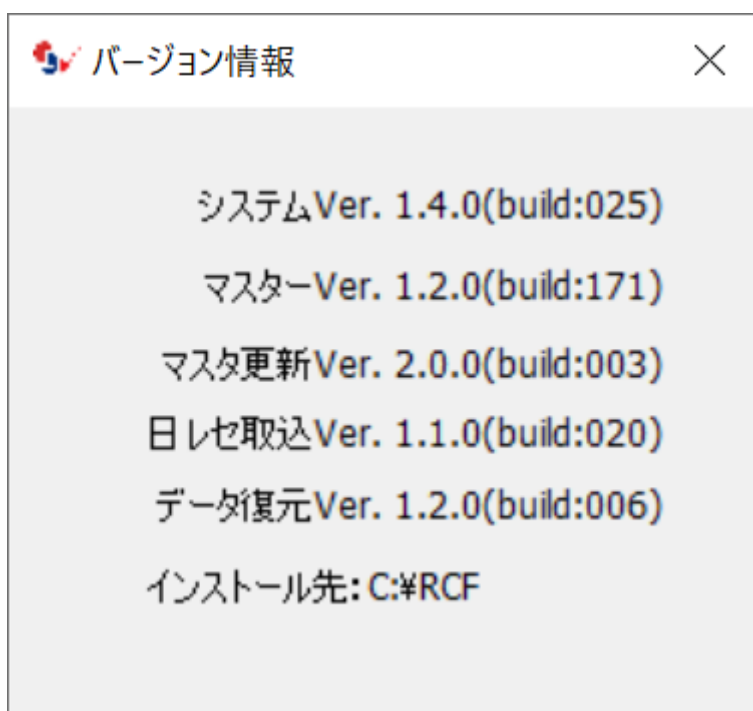 バージョン情報
システムVer. 1.4.0(build:025)
マスターVer. 1.2.0(build:171)
マスタ更新Ver. 2.0.0(build:003)
日レセ取込Ver. 1.1.0(build:020)
データ復元Ver. 1.2.0(build:006)
インストール先: C:¥RCF